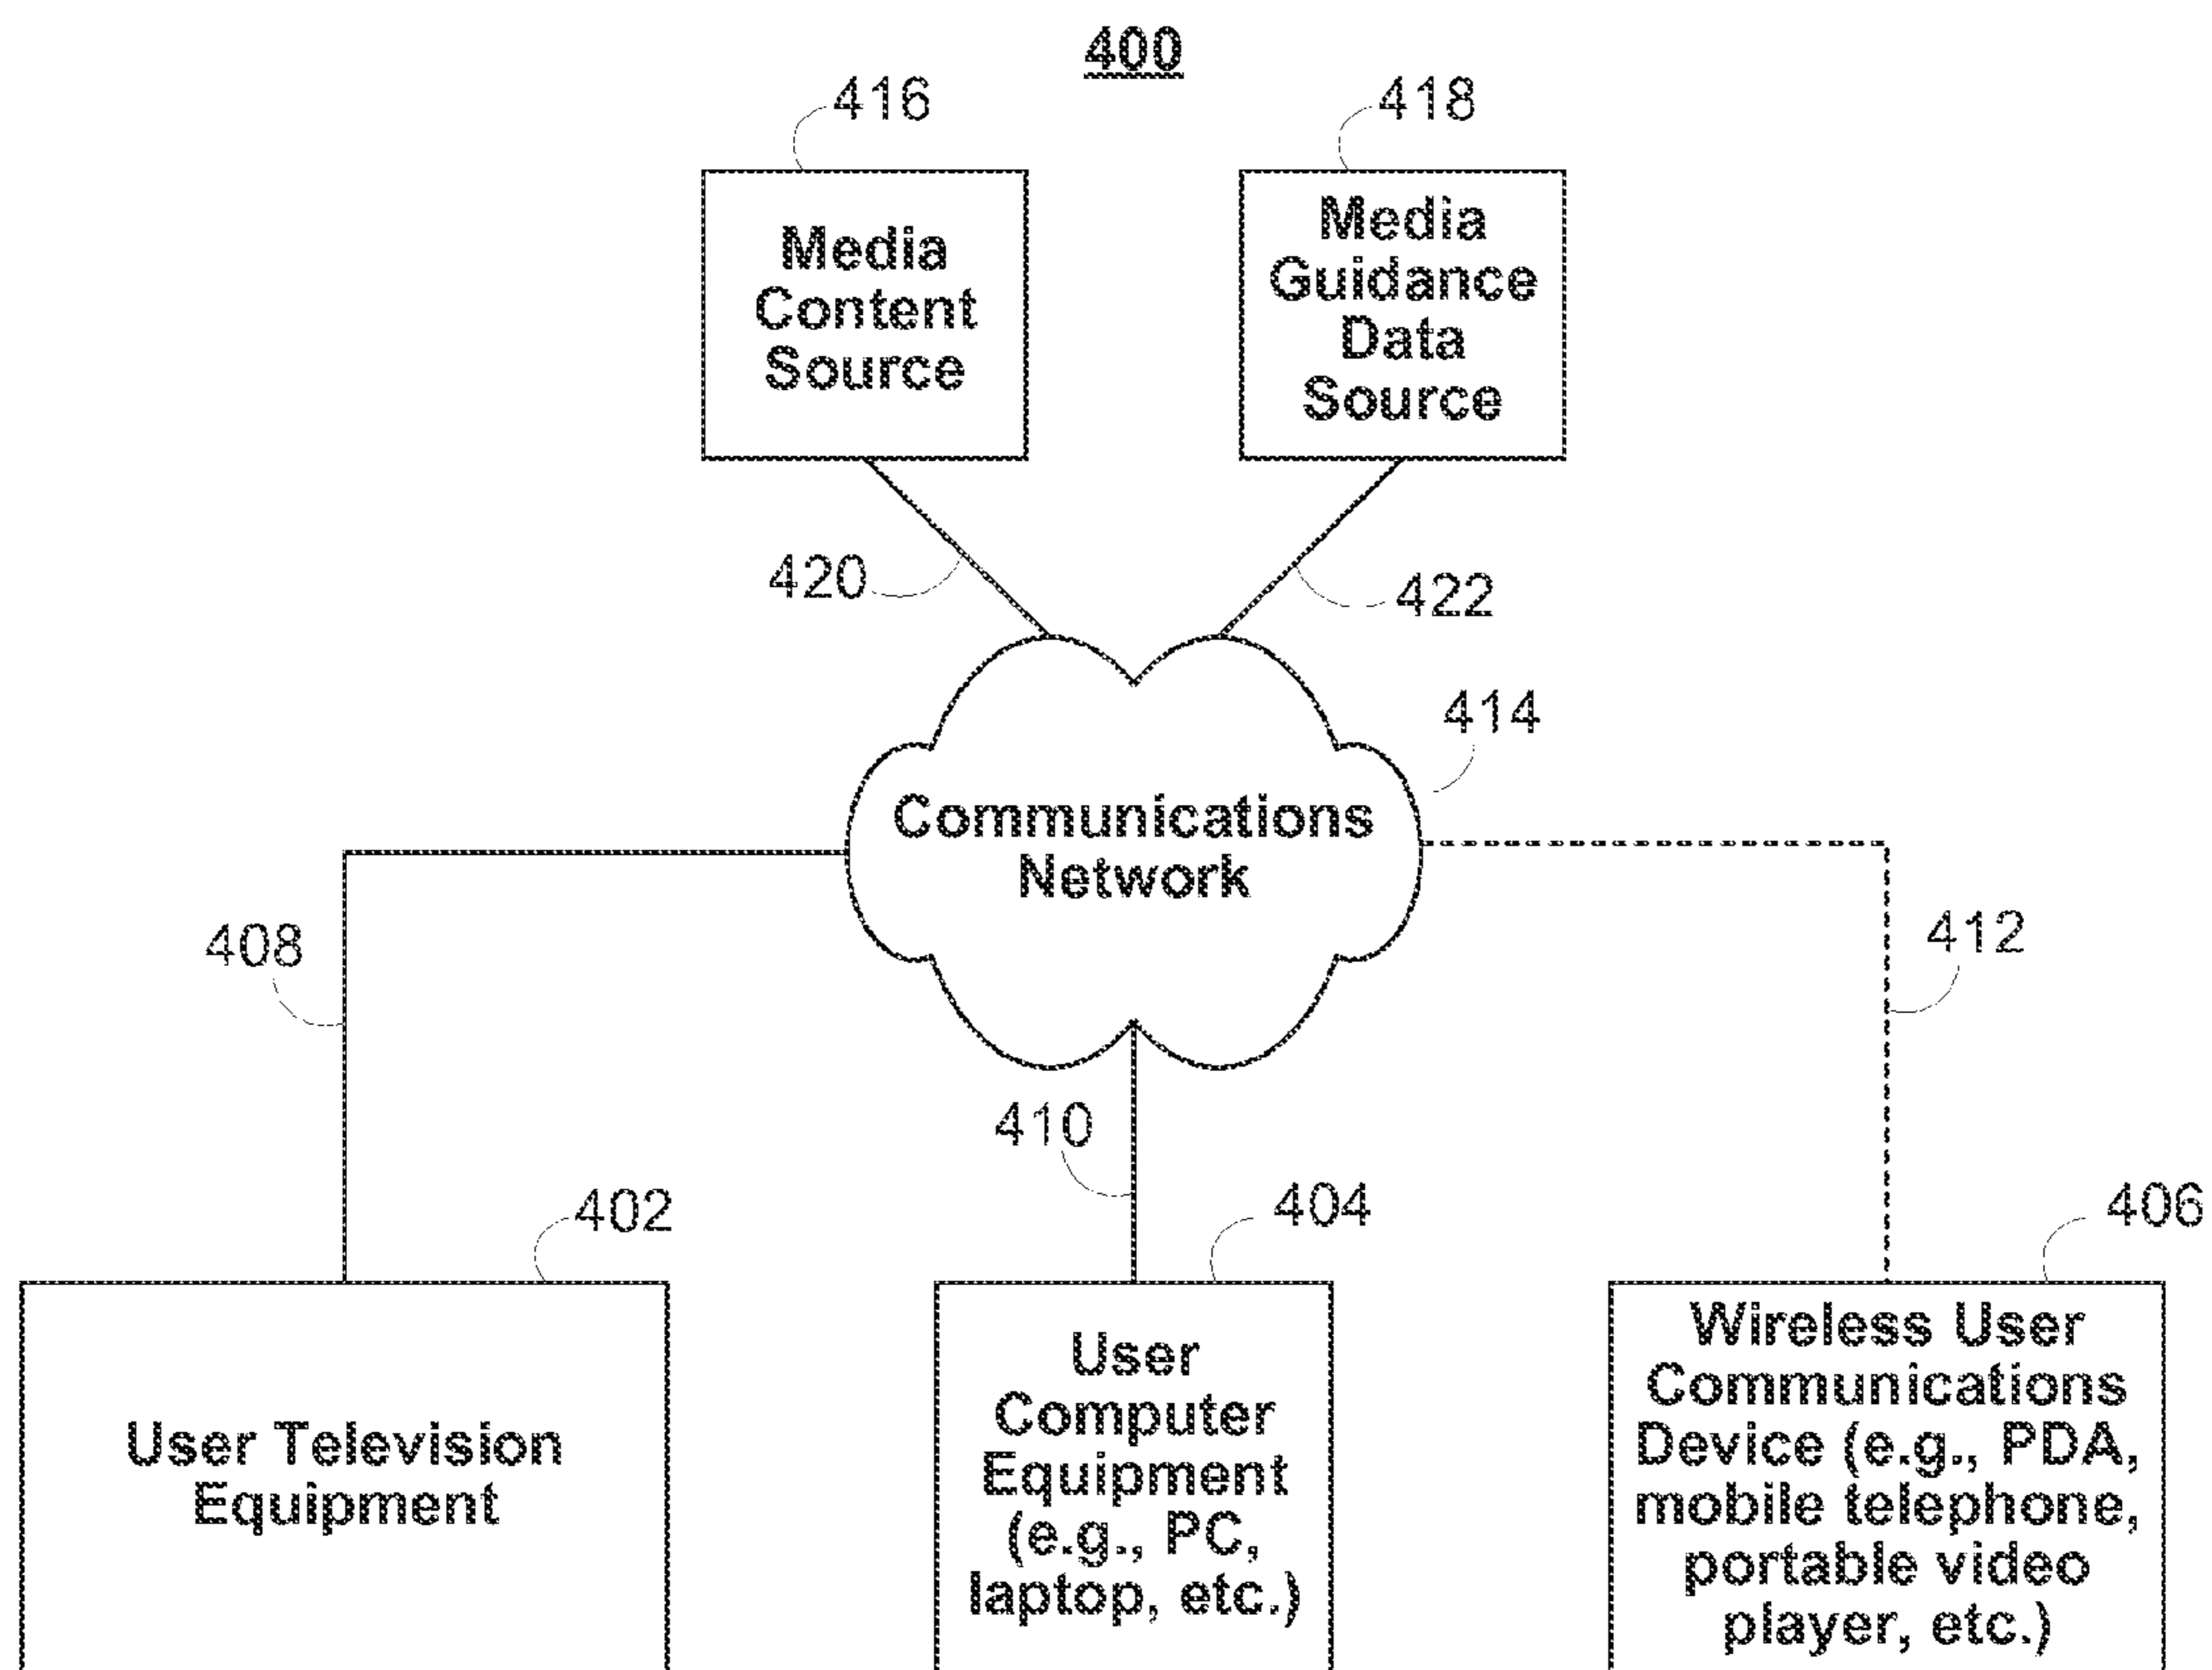 400
416
418
Media
Content
Source
Media
Guidance
Data
Source
420
422
414
Communications
Network
408
412
410
402
404
406
User Television
Equipment
User
Computer
Equipment
(e.g., PC,
laptop, etc.)
Wireless User
Communications
Device (e.g., PDA,
mobile telephone,
portable video
player, etc.)